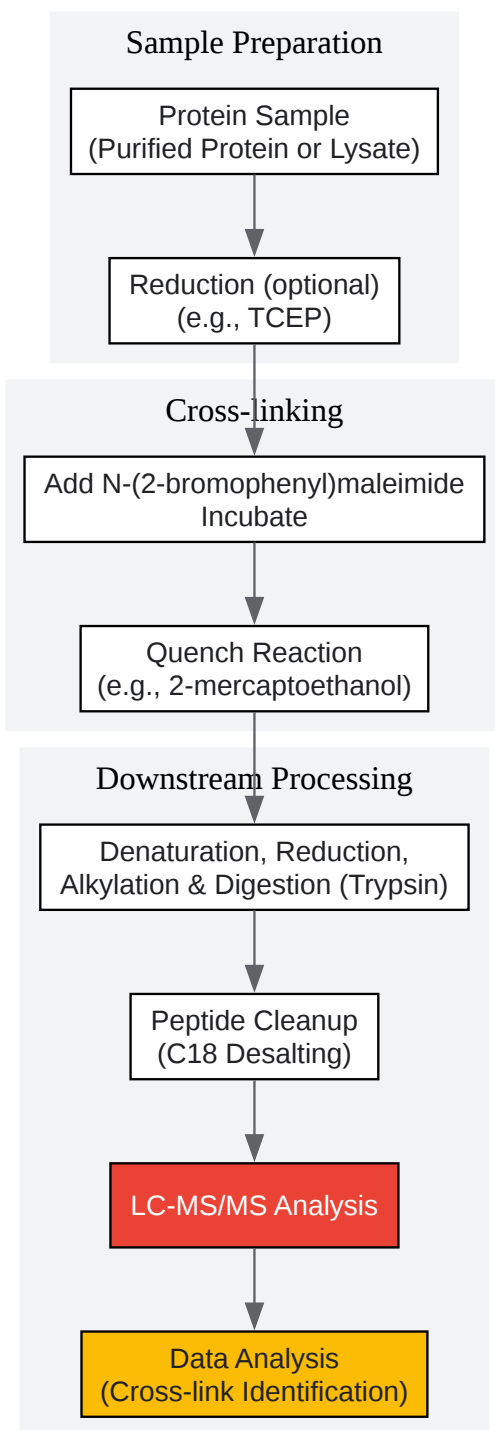 Sample Preparation
Protein Sample
(Purified Protein or Lysate)
Reduction (optional)
(e.g., TCEP)
Cross-linking
Add N-(2-bromophenyl)maleimide
Incubate
Quench Reaction
(e.g., 2-mercaptoethanol)
Downstream Processing
Denaturation, Reduction,
Alkylation & Digestion (Trypsin)
Peptide Cleanup
(C18 Desalting)
LC-MS/MS Analysis
Data Analysis
(Cross-link Identification)